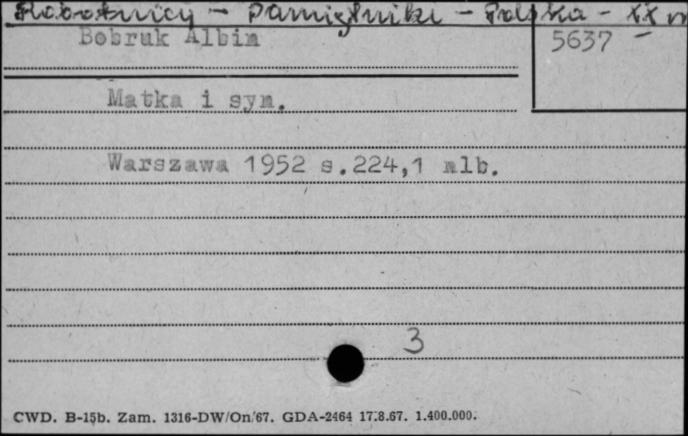 Robotnicy - Pamiętniki - Polska - XX w
Bobruk Albin
5637 -
Matka i syn.
Warszawa 1952 s.224,1 nlb.
3
CWD. B-15b. Zam. 1316-DW/On/67. GDA-2464 17.8.67. 1.400.000.